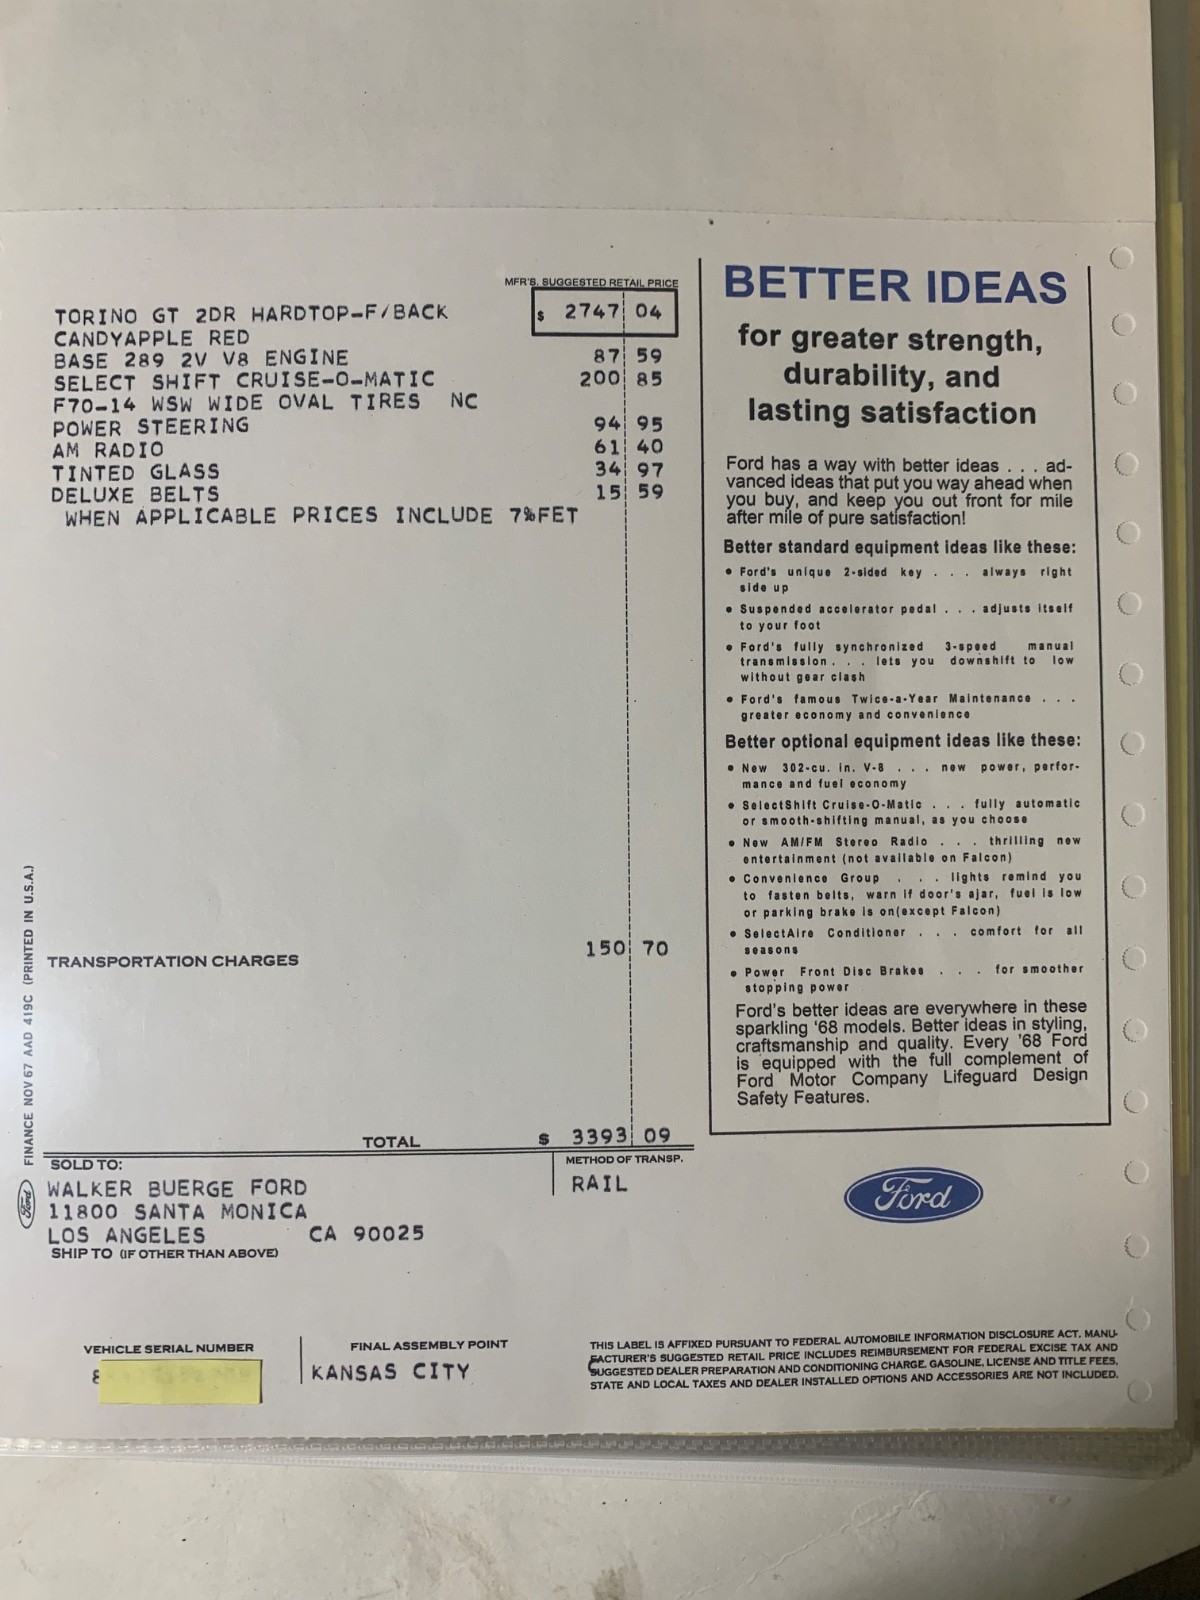 MFR'S. SUGGESTED RETAIL PRICE
TORINO GT 2DR HARDTOP-F/BACK $ 2747 04
CANDYAPPLE RED
BASE 289 2V V8 ENGINE 87 59
SELECT SHIFT CRUISE-O-MATIC 200 85
F70-14 WSW WIDE OVAL TIRES NC
POWER STEERING 94 95
AM RADIO 61 40
TINTED GLASS 34 97
DELUXE BELTS 15 59
WHEN APPLICABLE PRICES INCLUDE 7%FET
TRANSPORTATION CHARGES 150 70
TOTAL $ 3393 09
SOLD TO:
WALKER BUERGE FORD
11800 SANTA MONICA
LOS ANGELES CA 90025
SHIP TO (IF OTHER THAN ABOVE)
METHOD OF TRANSP.
RAIL
VEHICLE SERIAL NUMBER
8
FINAL ASSEMBLY POINT
KANSAS CITY
Ford FINANCE NOV 67 AAD 419C (PRINTED IN U.S.A.)
BETTER IDEAS
for greater strength,
durability, and
lasting satisfaction
Ford has a way with better ideas . . . ad-
vanced ideas that put you way ahead when
you buy, and keep you out front for mile
after mile of pure satisfaction!
Better standard equipment ideas like these:
• Ford's unique 2-sided key . . . always right
side up
• Suspended accelerator pedal . . . adjusts itself
to your foot
• Ford's fully synchronized 3-speed manual
transmission . . . lets you downshift to low
without gear clash
• Ford's famous Twice-a-Year Maintenance . . .
greater economy and convenience
Better optional equipment ideas like these:
• New 302-cu. in. V-8 . . . new power, perfor-
mance and fuel economy
• SelectShift Cruise-O-Matic . . . fully automatic
or smooth-shifting manual, as you choose
• New AM/FM Stereo Radio . . . thrilling new
entertainment (not available on Falcon)
• Convenience Group . . . lights remind you
to fasten belts, warn if door's ajar, fuel is low
or parking brake is on(except Falcon)
• SelectAire Conditioner . . . comfort for all
seasons
• Power Front Disc Brakes . . . for smoother
stopping power
Ford's better ideas are everywhere in these
sparkling '68 models. Better ideas in styling,
craftsmanship and quality. Every '68 Ford
is equipped with the full complement of
Ford Motor Company Lifeguard Design
Safety Features.
Ford
THIS LABEL IS AFFIXED PURSUANT TO FEDERAL AUTOMOBILE INFORMATION DISCLOSURE ACT. MANU-
FACTURER'S SUGGESTED RETAIL PRICE INCLUDES REIMBURSEMENT FOR FEDERAL EXCISE TAX AND
SUGGESTED DEALER PREPARATION AND CONDITIONING CHARGE. GASOLINE, LICENSE AND TITLE FEES,
STATE AND LOCAL TAXES AND DEALER INSTALLED OPTIONS AND ACCESSORIES ARE NOT INCLUDED.